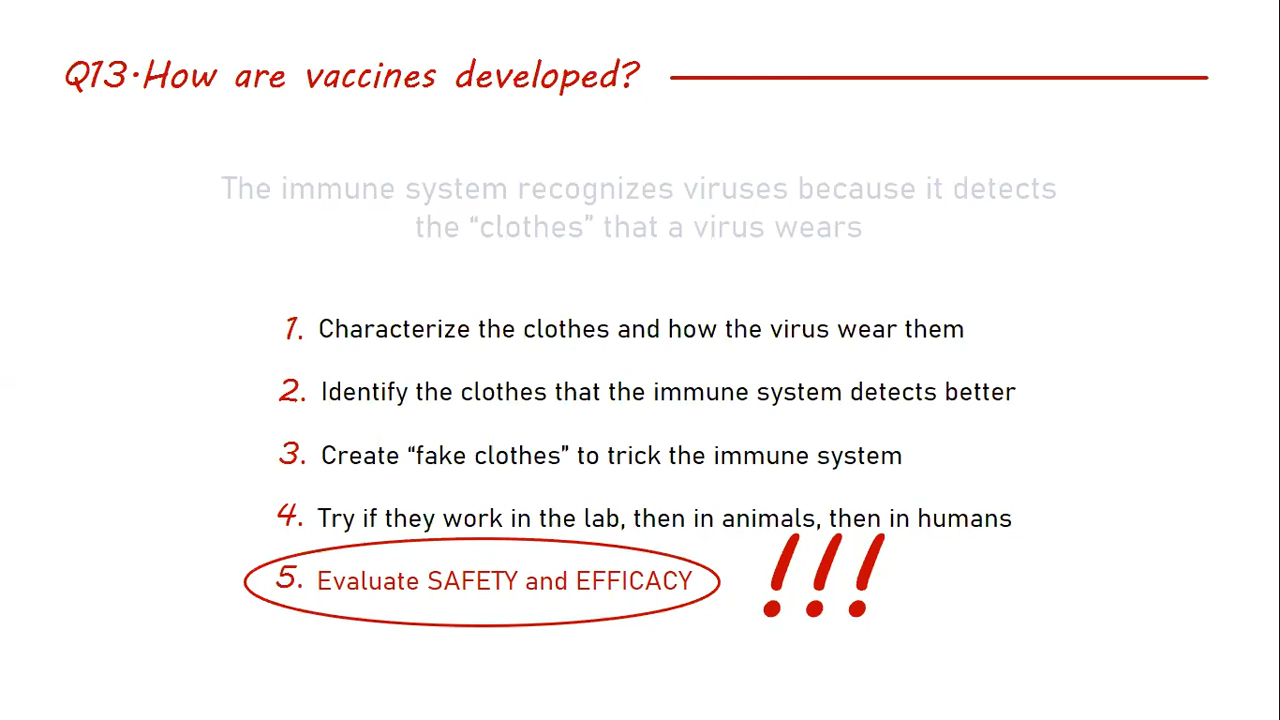 Q13·How are vaccines developed?
The immune system recognizes viruses because it detects
the “clothes” that a virus wears
1. Characterize the clothes and how the virus wear them
2. Identify the clothes that the immune system detects better
3. Create “fake clothes” to trick the immune system
4. Try if they work in the lab, then in animals, then in humans
5. Evaluate SAFETY and EFFICACY !!!